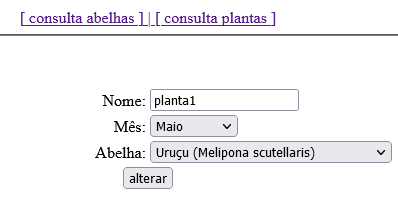 [ consulta abelhas ] | [ consulta plantas ]
Nome: planta1
Mês: Maio
Abelha: Uruçu (Melipona scutellaris)
alterar